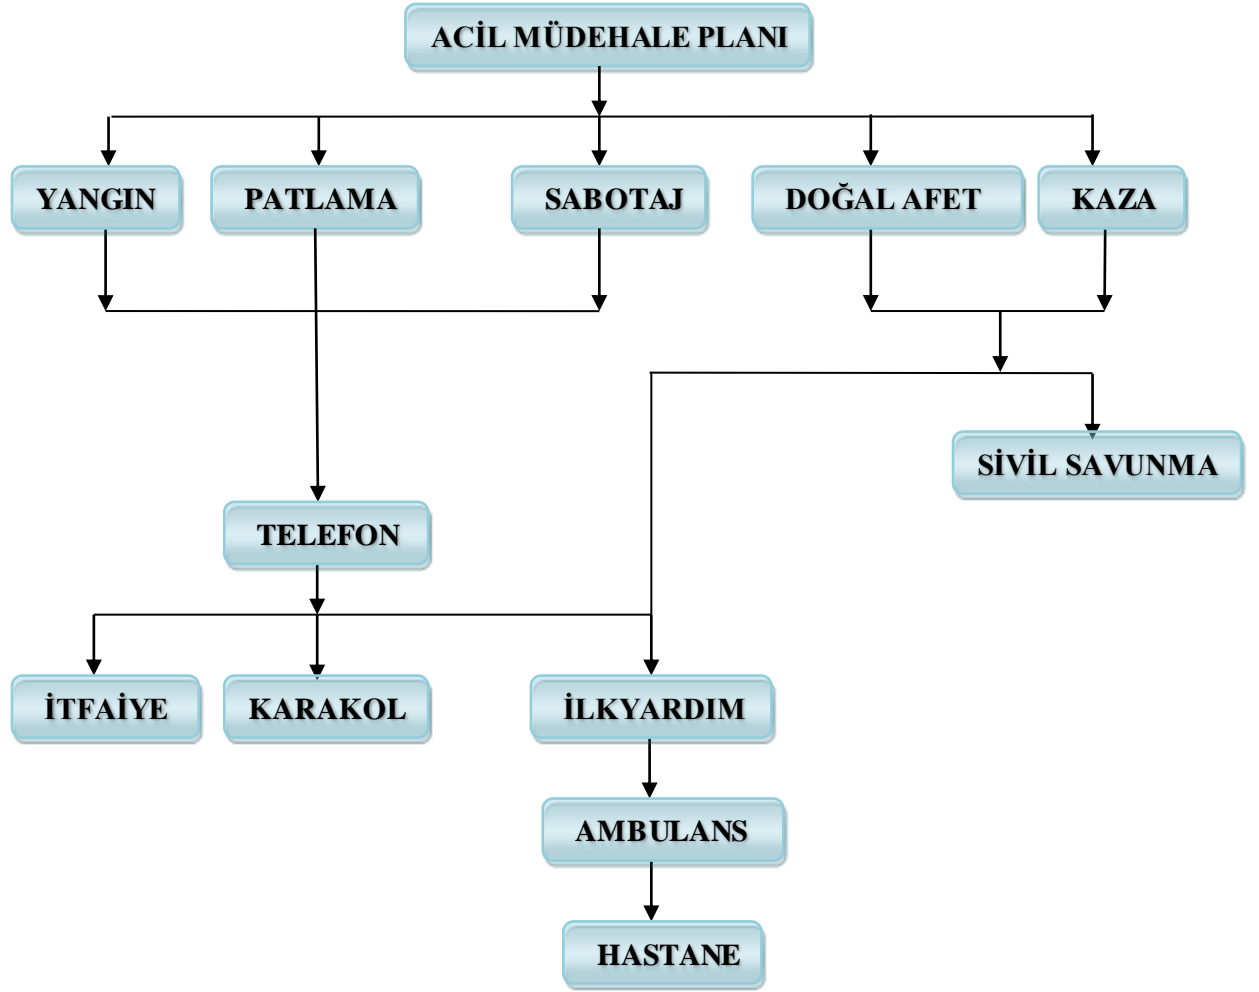 ACİL MÜDEHALE PLANI
YANGIN
PATLAMA
SABOTAJ
DOĞAL AFET
KAZA
SİVİL SAVUNMA
TELEFON
İTFAİYE
KARAKOL
İLKYARDIM
AMBULANS
HASTANE